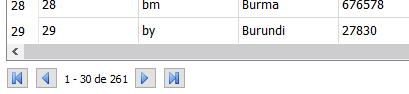 28 28 bm Burma 676578
29 29 by Burundi 27830
1 - 30 de 261